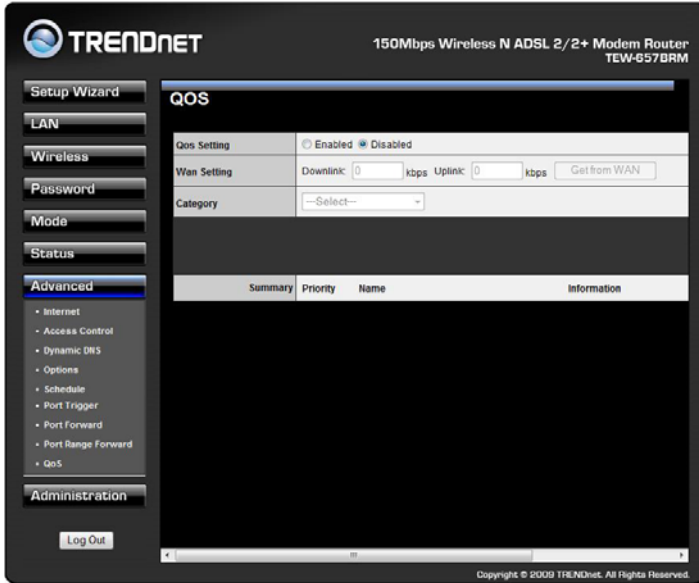 TRENDNET
150Mbps Wireless N ADSL 2/2+ Modem Router
TEW-657BRM
Setup Wizard
LAN
Wireless
Password
Mode
Status
Advanced
• Internet
• Access Control
• Dynamic DNS
• Options
• Schedule
• Port Trigger
• Port Forward
• Port Range Forward
• QoS
Administration
Log Out
QOS
Qos Setting Enabled Disabled
Wan Setting Downlink: 0 kbps Uplink: 0 kbps Get from WAN
Category ---Select---
Summary Priority Name Information
Copyright © 2009 TRENDnet. All Rights Reserved.